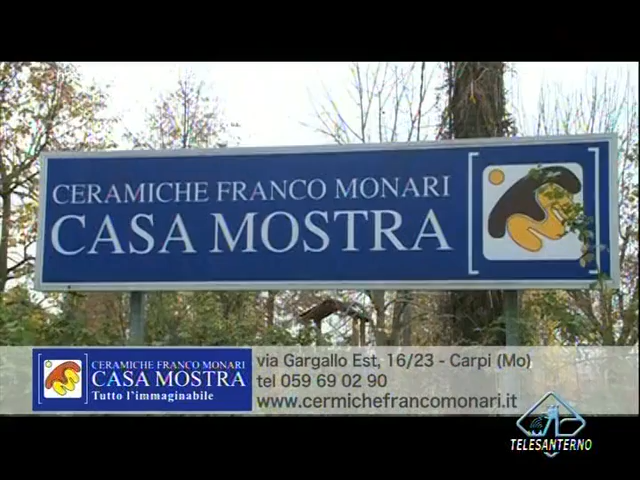 CERAMICHE FRANCO MONARI
CASA MOSTRA
CERAMICHE FRANCO MONARI
CASA MOSTRA
Tutto l'immaginabile
via Gargallo Est, 16/23 - Carpi (Mo)
tel 059 69 02 90
www.cermichefrancomonari.it
TELESANTERNO